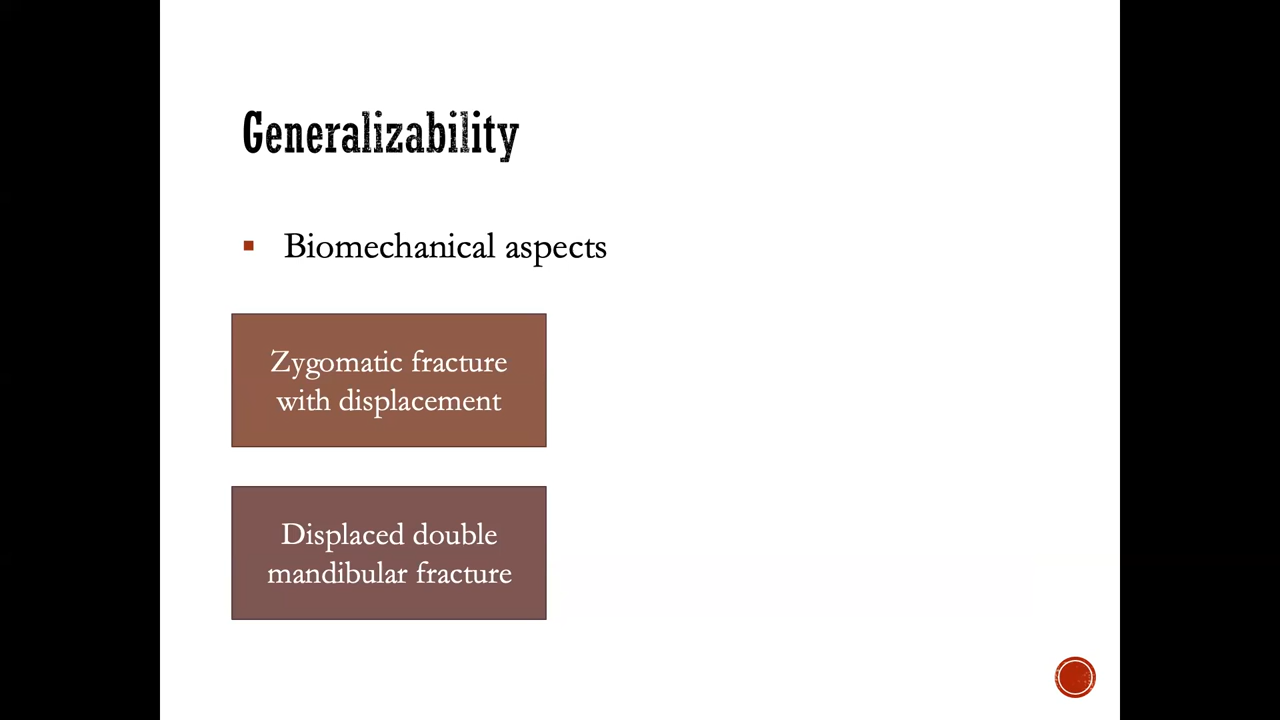 Generalizability
Biomechanical aspects
Zygomatic fracture
with displacement
Displaced double
mandibular fracture